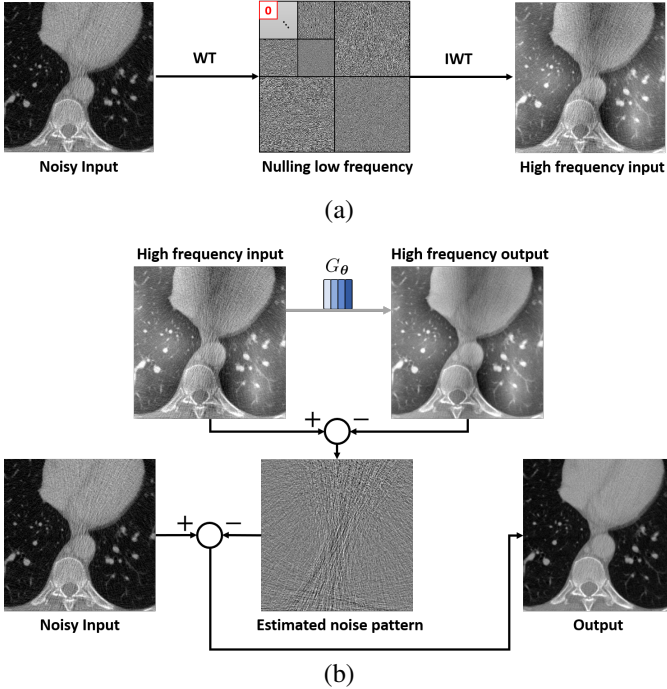 0
WT
IWT
Noisy Input
Nulling low frequency
High frequency input
(a)
High frequency input
High frequency output
G_θ
+
−
+
−
Noisy Input
Estimated noise pattern
Output
(b)